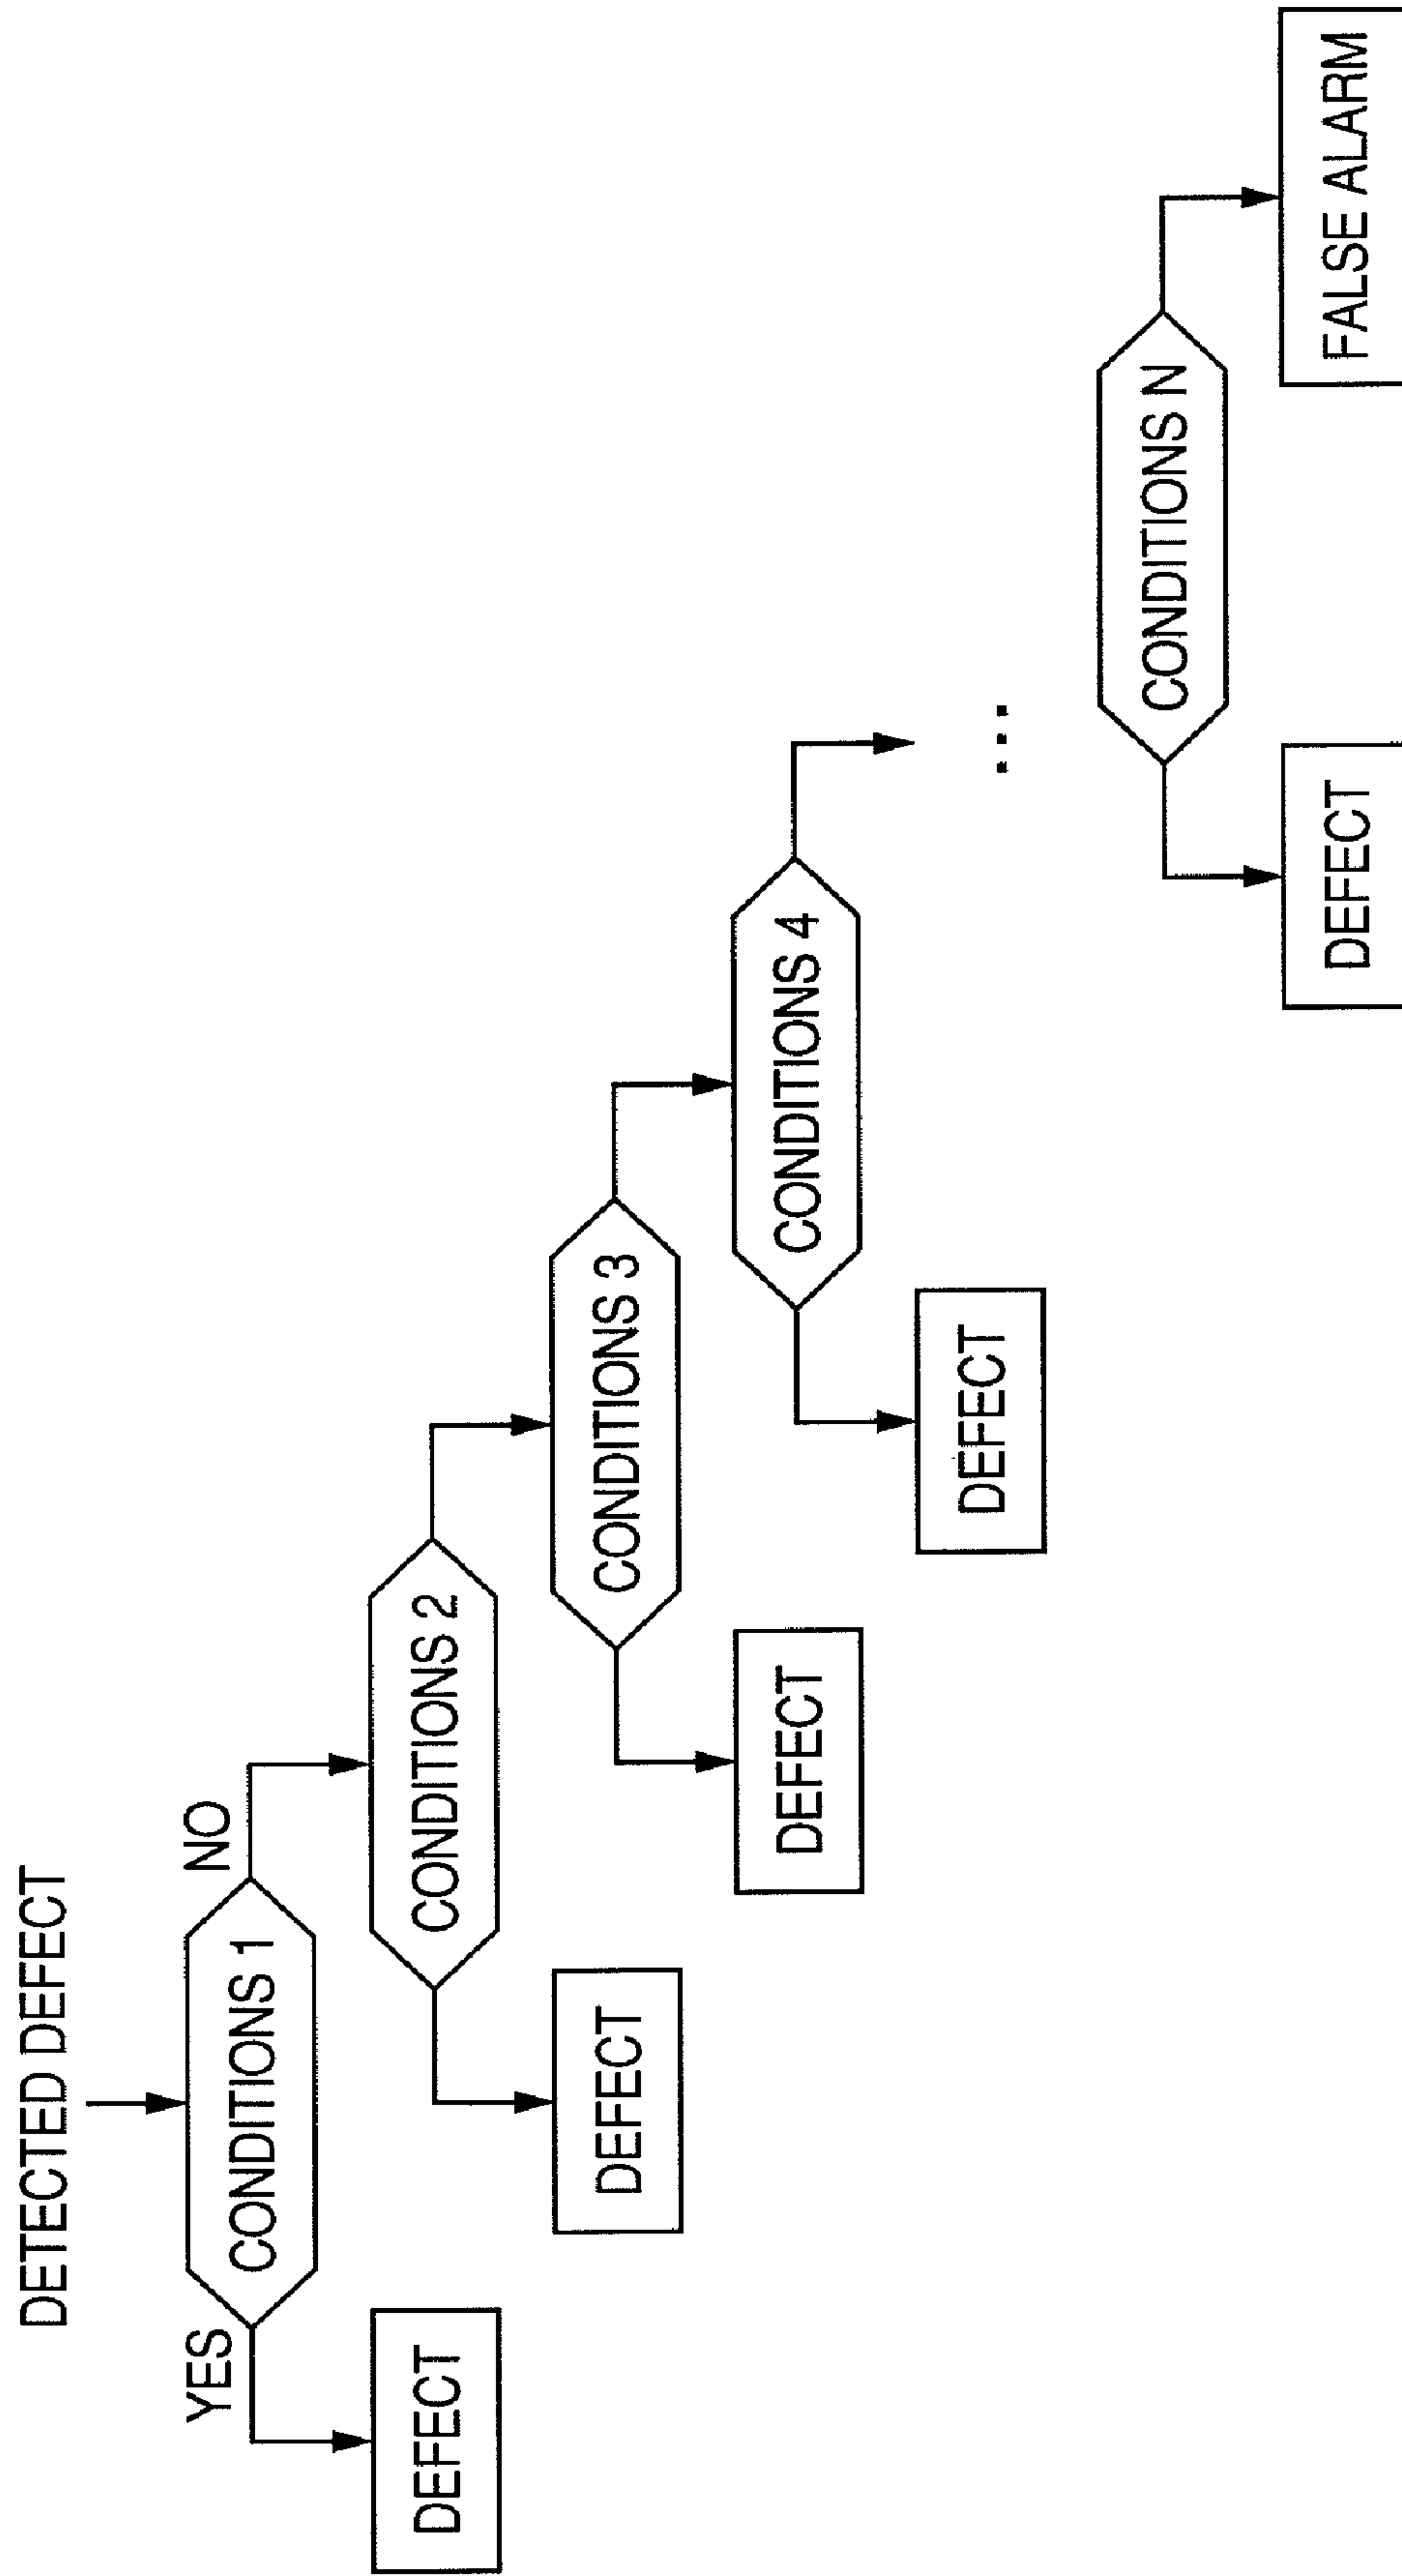 DETECTED DEFECT
YES
NO
CONDITIONS 1
DEFECT
CONDITIONS 2
DEFECT
CONDITIONS 3
DEFECT
CONDITIONS 4
DEFECT
...
CONDITIONS N
DEFECT
FALSE ALARM